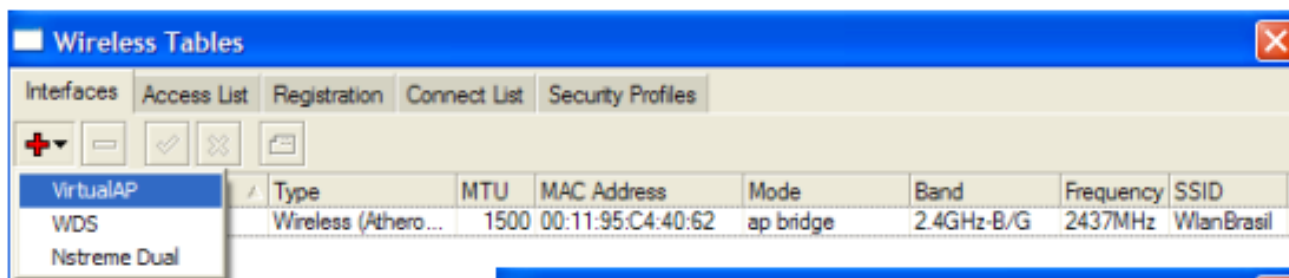 Wireless Tables
Interfaces Access List Registration Connect List Security Profiles
VirtualAP
WDS
Nstreme Dual
Type MTU MAC Address Mode Band Frequency SSID
Wireless (Athero... 1500 00:11:95:C4:40:62 ap bridge 2.4GHz-B/G 2437MHz WlanBrasil